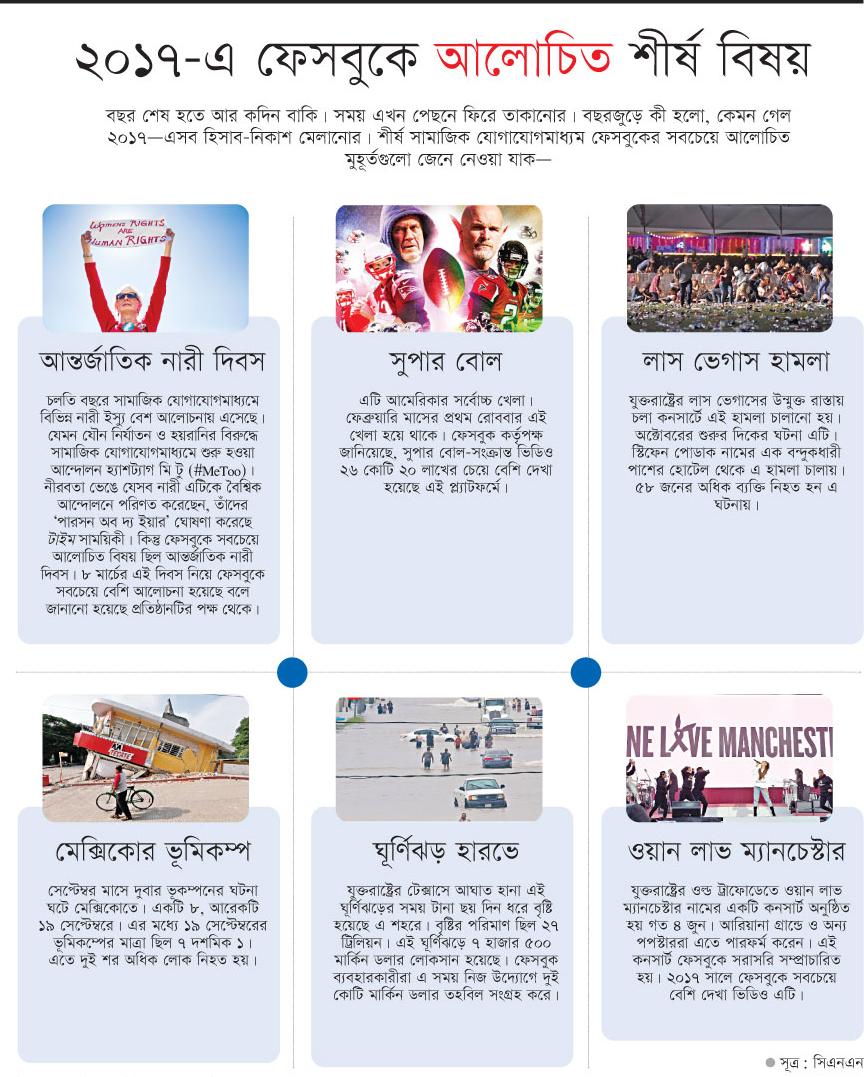 ২০১৭-এ ফেসবুকে আলোচিত শীর্ষ বিষয়
বছর শেষ হতে আর কদিন বাকি। সময় এখন পেছনে ফিরে তাকানোর। বছরজুড়ে কী হলো, কেমন গেল
২০১৭—এসব হিসাব-নিকাশ মেলানোর। শীর্ষ সামাজিক যোগাযোগমাধ্যম ফেসবুকের সবচেয়ে আলোচিত
মুহূর্তগুলো জেনে নেওয়া যাক—
WOMENS RIGHTS
ARE
HUMAN RIGHTS
আন্তর্জাতিক নারী দিবস
চলতি বছরে সামাজিক যোগাযোগমাধ্যমে
বিভিন্ন নারী ইস্যু বেশ আলোচনায় এসেছে।
যেমন যৌন নির্যাতন ও হয়রানির বিরুদ্ধে
সামাজিক যোগাযোগমাধ্যমে শুরু হওয়া
আন্দোলন হ্যাশট্যাগ মি টু (#MeToo)।
নীরবতা ভেঙে যেসব নারী এটিকে বৈশ্বিক
আন্দোলনে পরিণত করেছেন, তাঁদের
‘পারসন অব দ্য ইয়ার’ ঘোষণা করেছে
টাইম সাময়িকী। কিন্তু ফেসবুকে সবচেয়ে
আলোচিত বিষয় ছিল আন্তর্জাতিক নারী
দিবস। ৮ মার্চের এই দিবস নিয়ে ফেসবুকে
সবচেয়ে বেশি আলোচনা হয়েছে বলে
জানানো হয়েছে প্রতিষ্ঠানটির পক্ষ থেকে।
সুপার বোল
এটি আমেরিকার সর্বোচ্চ খেলা।
ফেব্রুয়ারি মাসের প্রথম রোববার এই
খেলা হয়ে থাকে। ফেসবুক কর্তৃপক্ষ
জানিয়েছে, সুপার বোল-সংক্রান্ত ভিডিও
২৬ কোটি ২০ লাখের চেয়ে বেশি দেখা
হয়েছে এই প্ল্যাটফর্মে।
লাস ভেগাস হামলা
যুক্তরাষ্ট্রের লাস ভেগাসের উন্মুক্ত রাস্তায়
চলা কনসার্টে এই হামলা চালানো হয়।
অক্টোবরের শুরুর দিকের ঘটনা এটি।
স্টিফেন পোডাক নামের এক বন্দুকধারী
পাশের হোটেল থেকে এ হামলা চালায়।
৫৮ জনের অধিক ব্যক্তি নিহত হন এ
ঘটনায়।
মেক্সিকোর ভূমিকম্প
সেপ্টেম্বর মাসে দুবার ভূকম্পনের ঘটনা
ঘটে মেক্সিকোতে। একটি ৮, আরেকটি
১৯ সেপ্টেম্বরে। এর মধ্যে ১৯ সেপ্টেম্বরের
ভূমিকম্পের মাত্রা ছিল ৭ দশমিক ১।
এতে দুই শর অধিক লোক নিহত হয়।
ঘূর্ণিঝড় হারভে
যুক্তরাষ্ট্রের টেক্সাসে আঘাত হানা এই
ঘূর্ণিঝড়ের সময় টানা ছয় দিন ধরে বৃষ্টি
হয়েছে এ শহরে। বৃষ্টির পরিমাণ ছিল ২৭
ট্রিলিয়ন। এই ঘূর্ণিঝড়ে ৭ হাজার ৫০০
মার্কিন ডলার লোকসান হয়েছে। ফেসবুক
ব্যবহারকারীরা এ সময় নিজ উদ্যোগে দুই
কোটি মার্কিন ডলার তহবিল সংগ্রহ করে।
NE LOVE MANCHEST
ওয়ান লাভ ম্যানচেস্টার
যুক্তরাষ্ট্রের ওল্ড ট্রাফোডেতে ওয়ান লাভ
ম্যানচেস্টার নামের একটি কনসার্ট অনুষ্ঠিত
হয় গত ৪ জুন। আরিয়ানা গ্রান্ডে ও অন্য
পপস্টাররা এতে পারফর্ম করেন। এই
কনসার্ট ফেসবুকে সরাসরি সম্প্রচারিত
হয়। ২০১৭ সালে ফেসবুকে সবচেয়ে
বেশি দেখা ভিডিও এটি।
সূত্র : সিএনএন